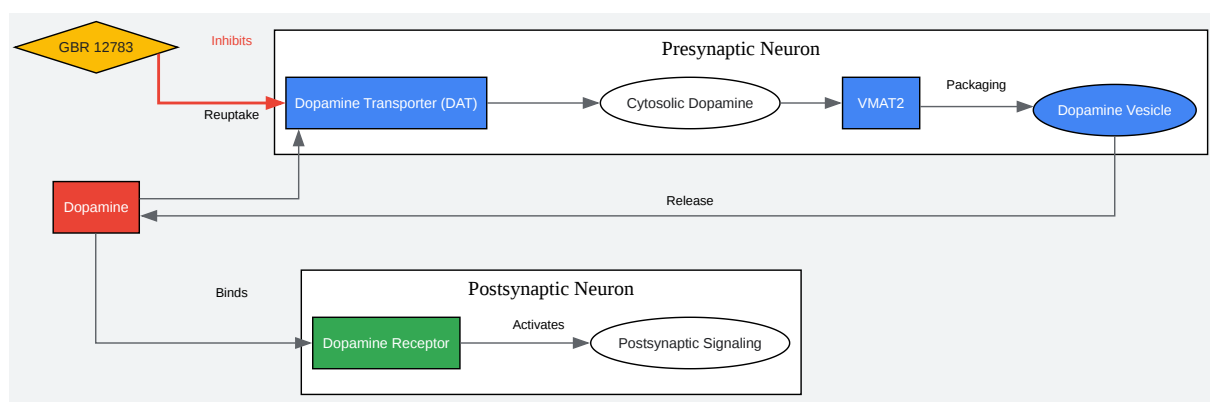 GBR 12783
Inhibits
Presynaptic Neuron
Reuptake
Dopamine Transporter (DAT)
Cytosolic Dopamine
VMAT2
Packaging
Dopamine Vesicle
Dopamine
Release
Binds
Postsynaptic Neuron
Dopamine Receptor
Activates
Postsynaptic Signaling